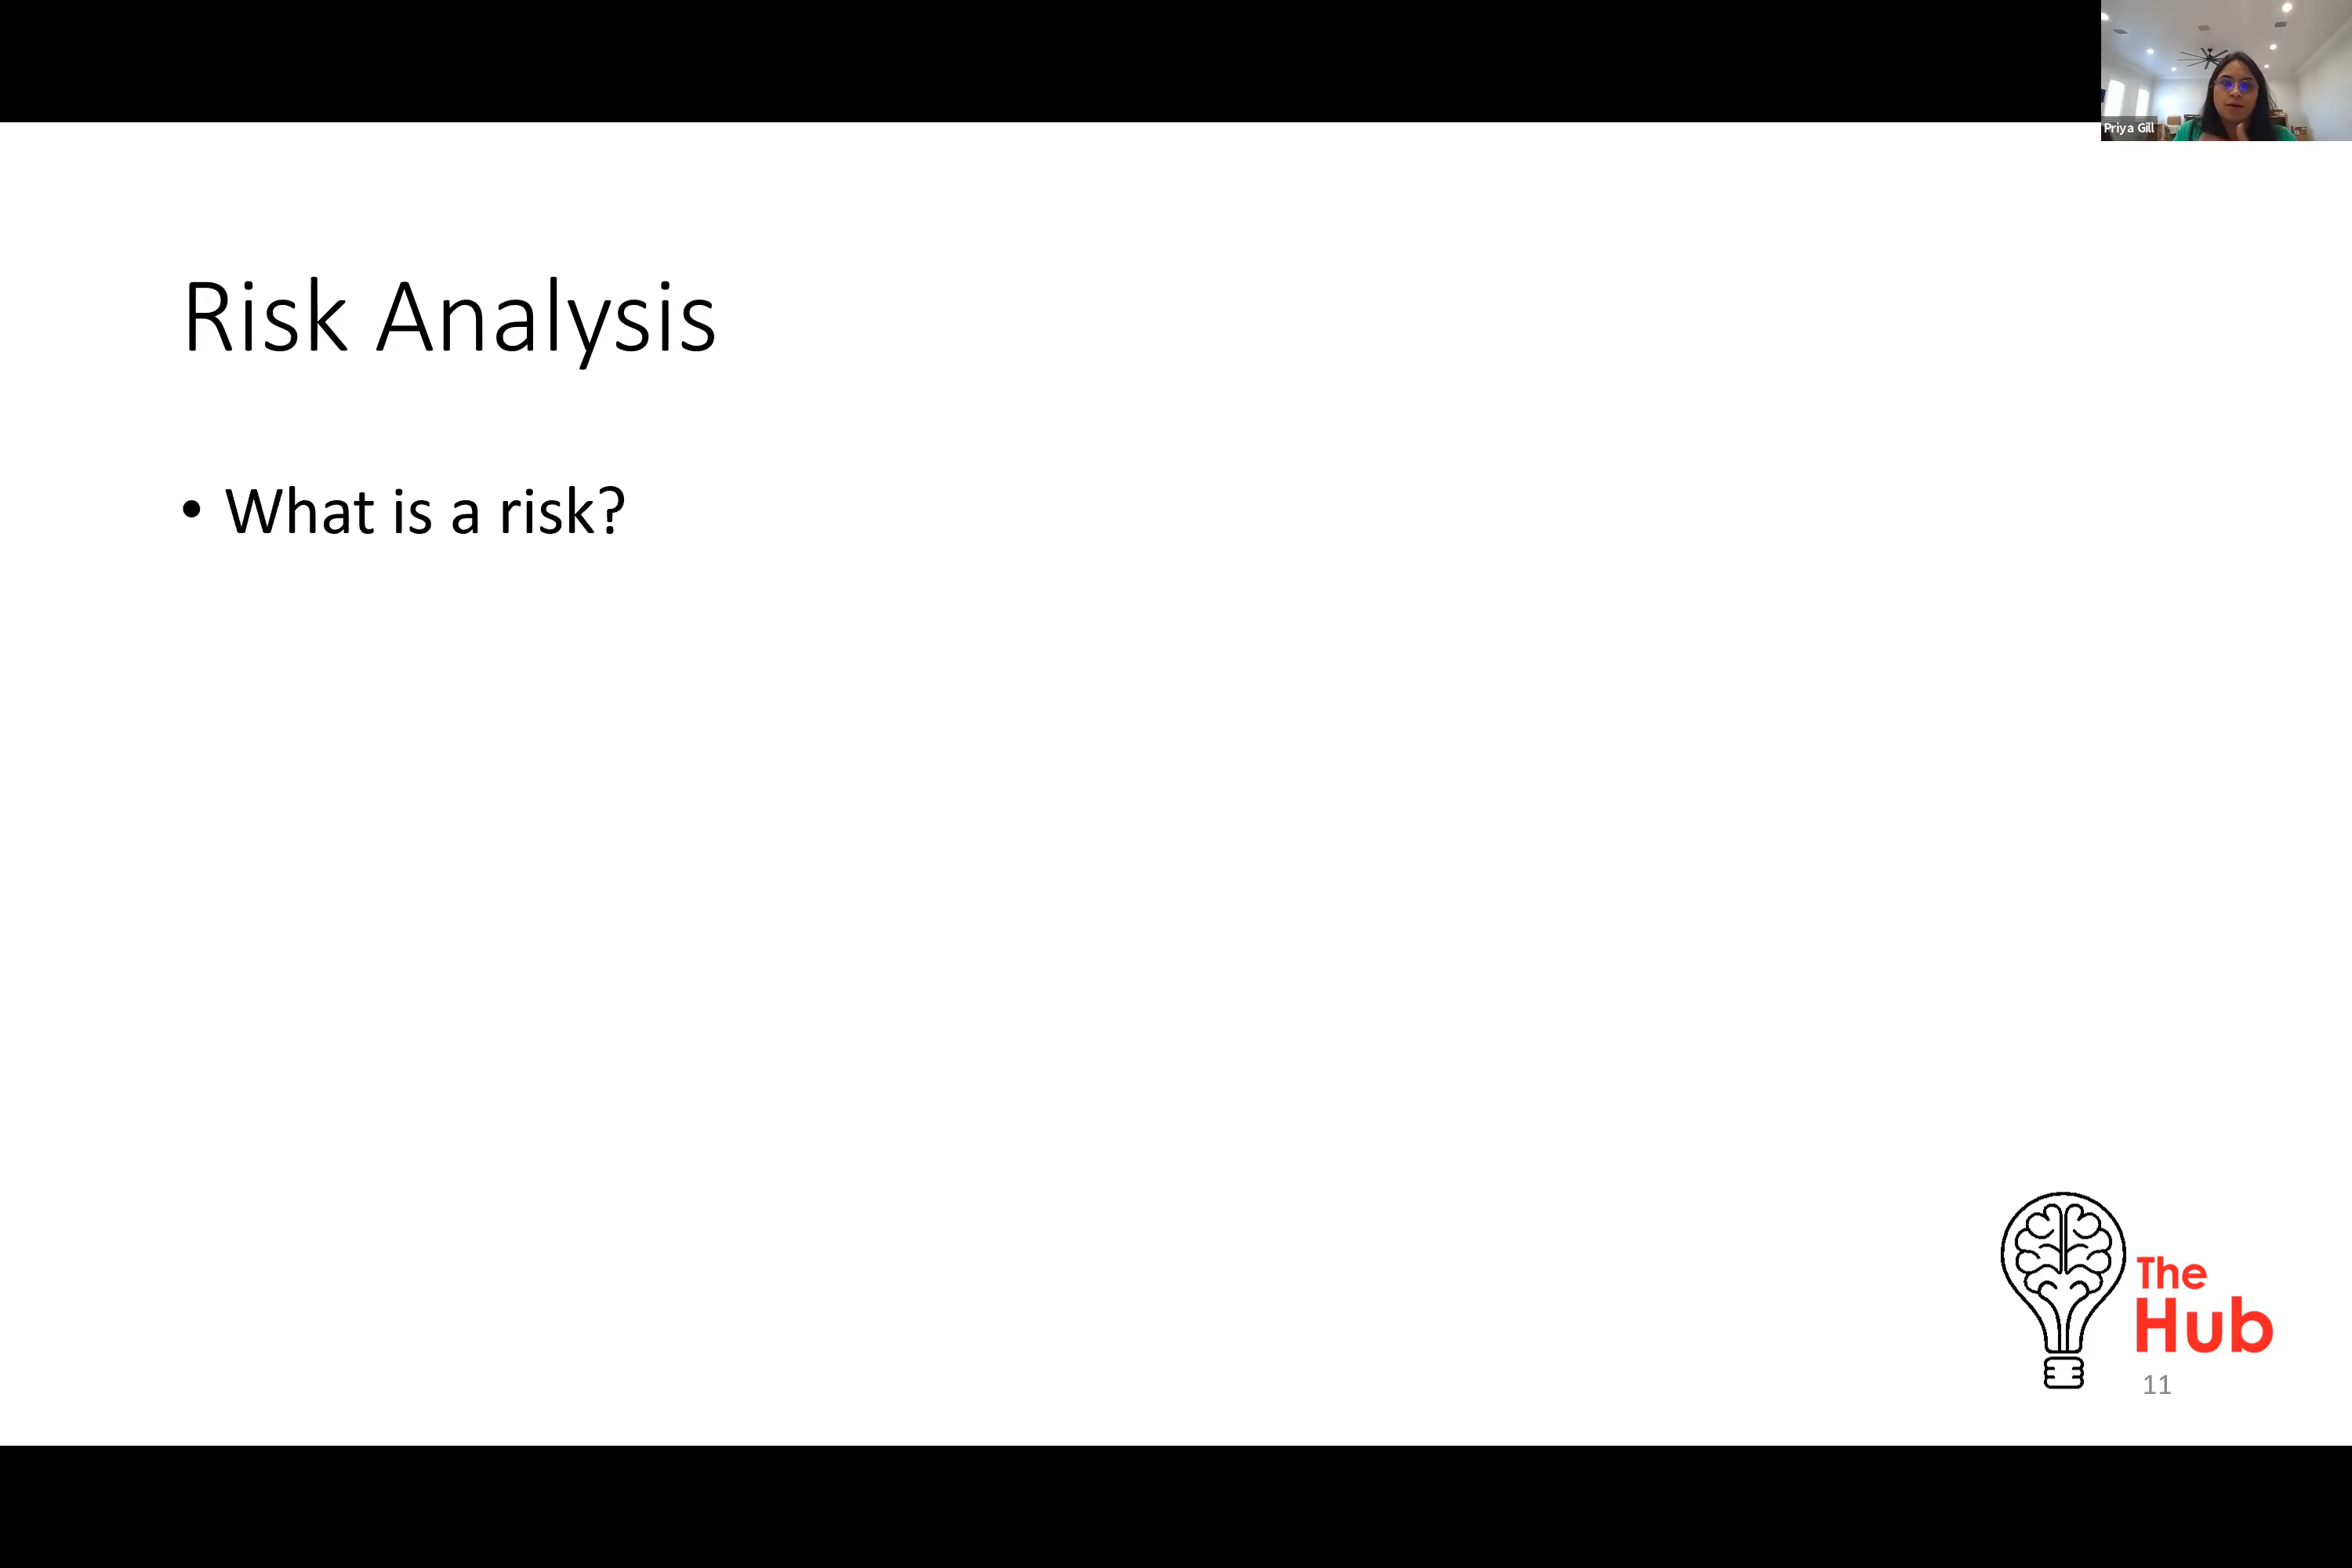 Priya Gill
Risk Analysis
• What is a risk?
The
Hub
11